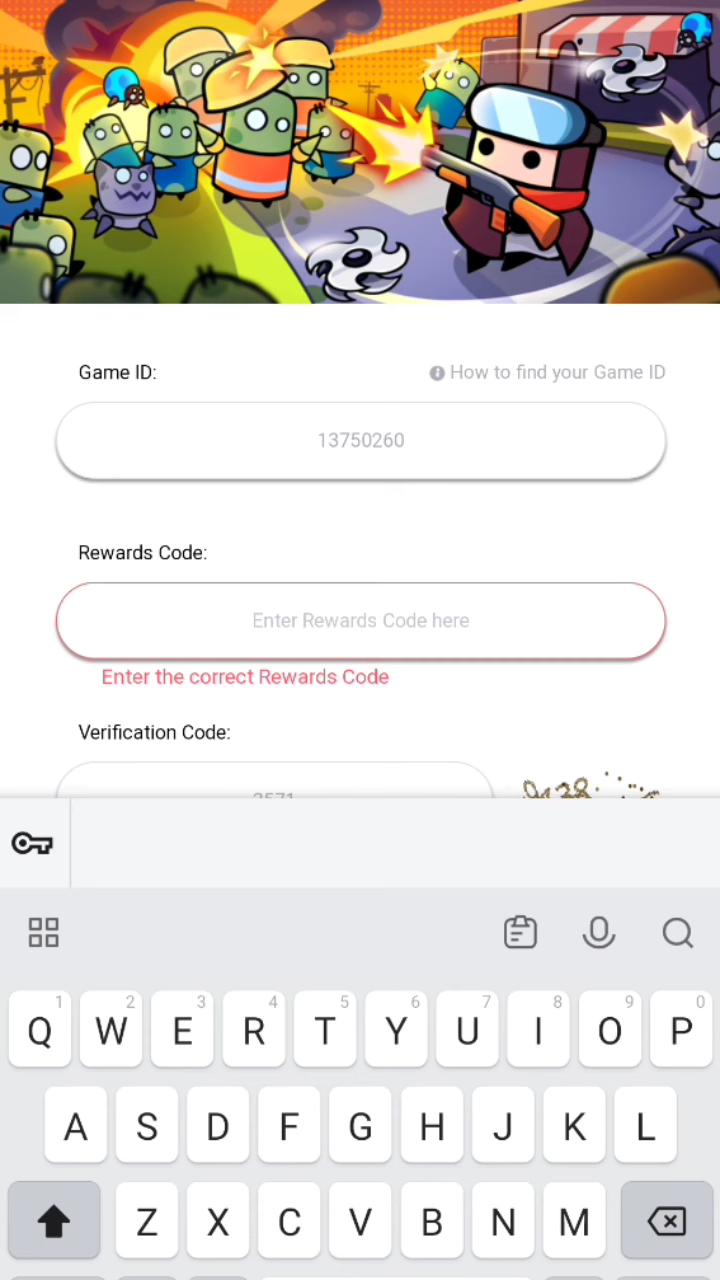 Game ID:
How to find your Game ID
13750260
Rewards Code:
Enter Rewards Code here
Enter the correct Rewards Code
Verification Code:
1 2 3 4 5 6 7 8 9 0
Q W E R T Y U I O P
A S D F G H J K L
Z X C V B N M